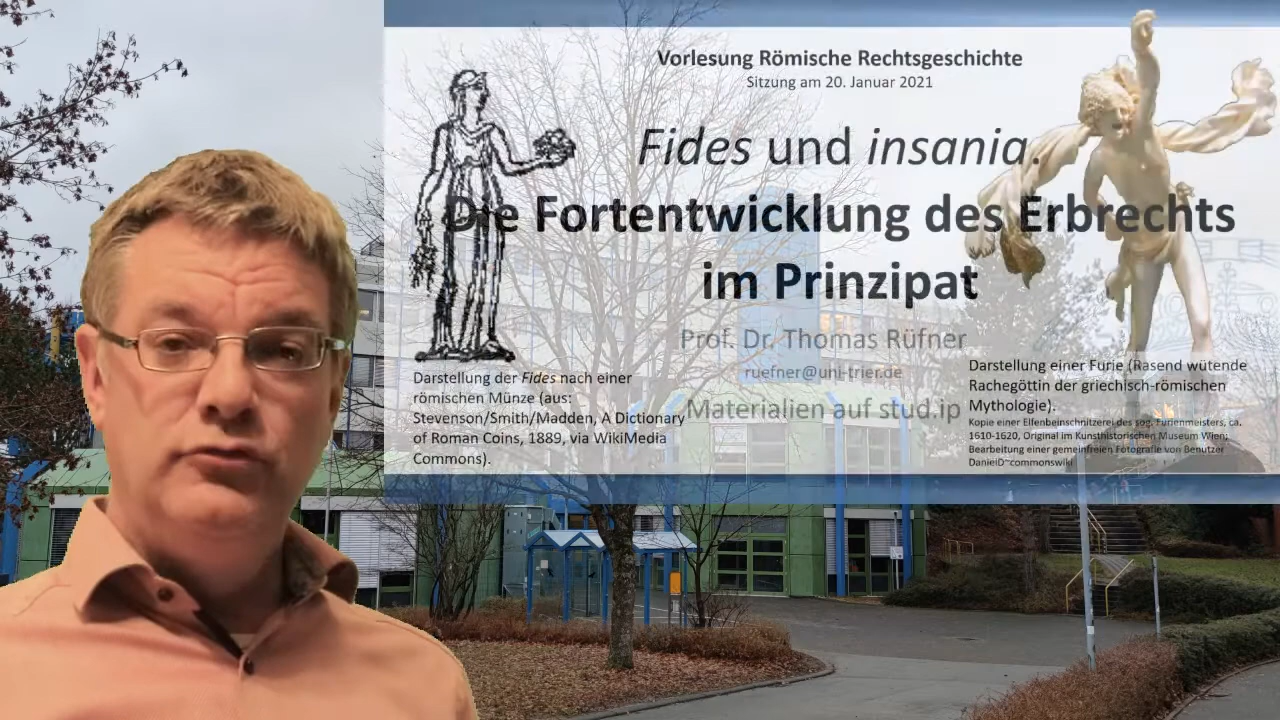 Vorlesung Römische Rechtsgeschichte
Sitzung am 20. Januar 2021
Fides und insania.
Die Fortentwicklung des Erbrechts
im Prinzipat
Prof. Dr. Thomas Rüfner
ruefner@uni-trier.de
Materialien auf stud.ip
Darstellung der Fides nach einer
römischen Münze (aus:
Stevenson/Smith/Madden, A Dictionary
of Roman Coins, 1889, via WikiMedia
Commons).
Darstellung einer Furie (Rasend wütende
Rachegöttin der griechisch-römischen
Mythologie).
Kopie einer Elfenbeinschnitzerei des sog. Furienmeisters, ca.
1610-1620, Original im Kunsthistorischen Museum Wien;
Bearbeitung einer gemeinfreien Fotografie von Benutzer
DanielD~commonswiki